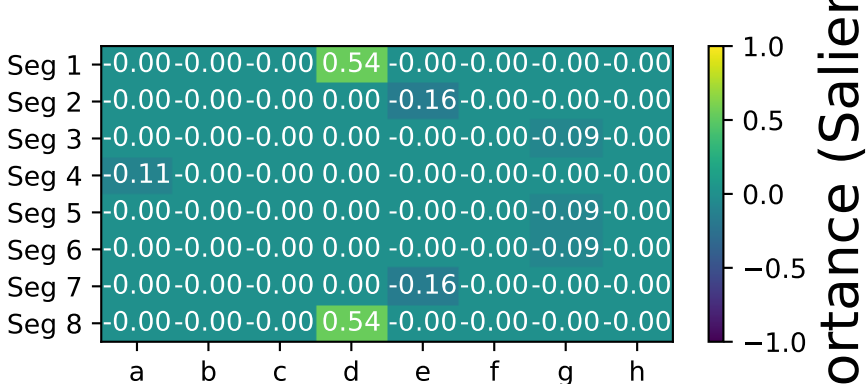 Seg 1 -0.00 -0.00 -0.00 0.54 -0.00 -0.00 -0.00 -0.00
Seg 2 -0.00 -0.00 -0.00 0.00 -0.16 -0.00 -0.00 -0.00
Seg 3 -0.00 -0.00 -0.00 0.00 -0.00 -0.00 -0.09 -0.00
Seg 4 -0.11 -0.00 -0.00 0.00 -0.00 -0.00 -0.00 -0.00
Seg 5 -0.00 -0.00 -0.00 0.00 -0.00 -0.00 -0.09 -0.00
Seg 6 -0.00 -0.00 -0.00 0.00 -0.00 -0.00 -0.09 -0.00
Seg 7 -0.00 -0.00 -0.00 0.00 -0.16 -0.00 -0.00 -0.00
Seg 8 -0.00 -0.00 -0.00 0.54 -0.00 -0.00 -0.00 -0.00
a b c d e f g h
1.0
0.5
0.0
−0.5
−1.0
ortance (Salien